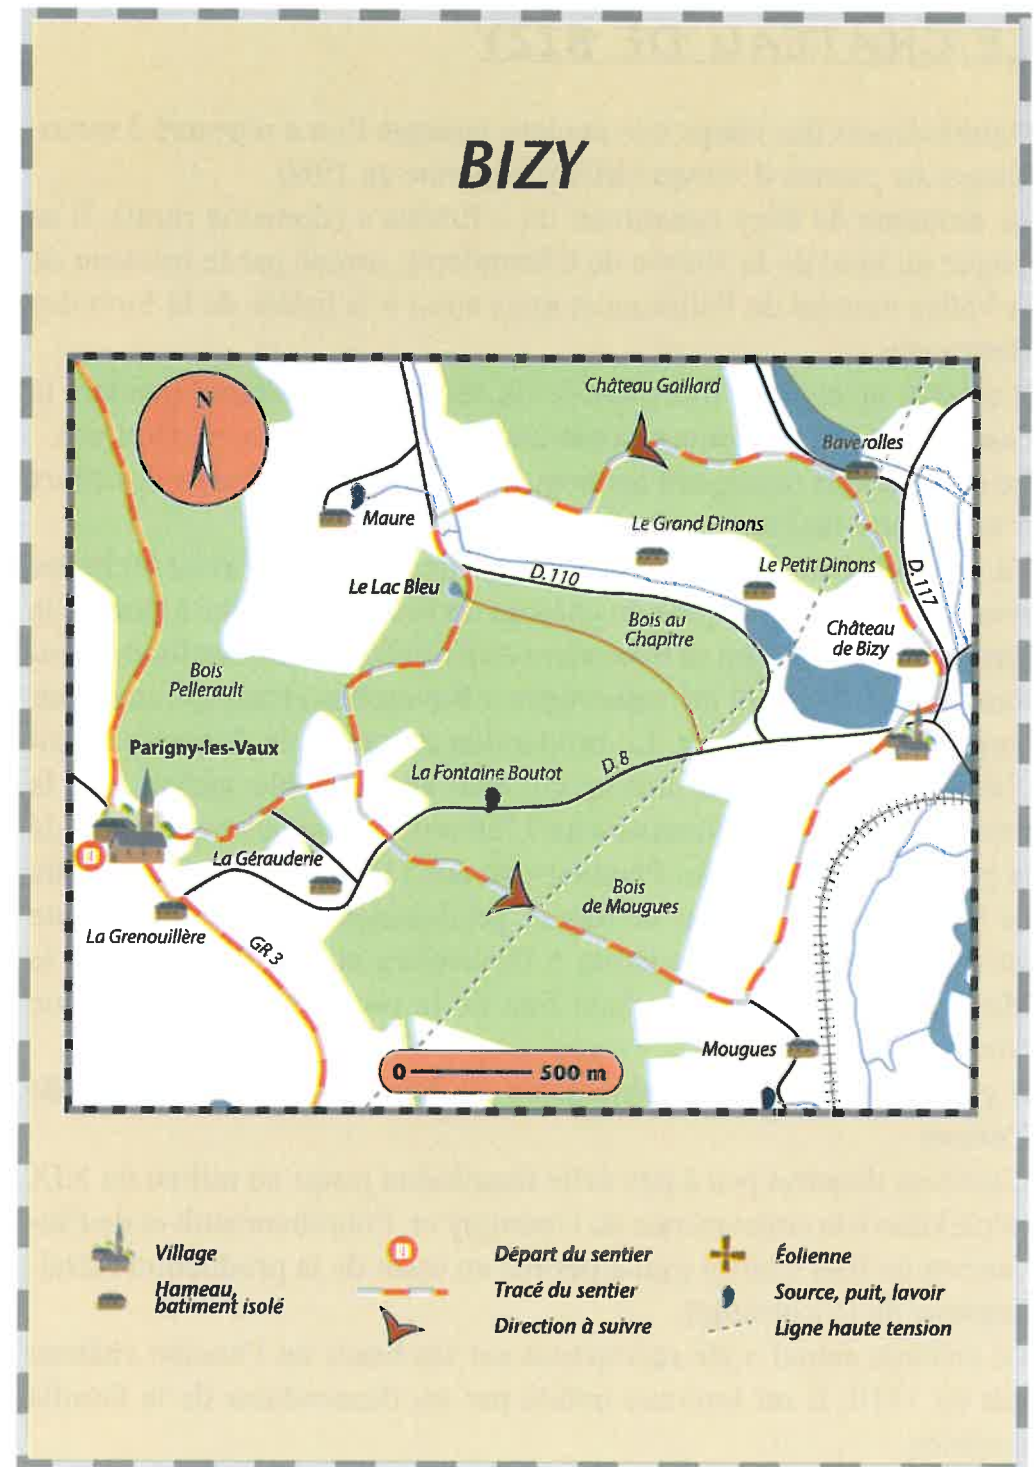 BIZY
Château Gaillard
N
Baverolles
Maure
Le Grand Dinons
Le Petit Dinons
D.117
D.110
Le Lac Bleu
Bois au
Chapitre
Château
de Bizy
Bois
Pellerault
Parigny-les-Vaux
La Fontaine Boutot
D.8
La Gérauderie
Bois
de Mougues
La Grenouillère
GR 3
Mougues
0 500 m
Village
Départ du sentier
Éolienne
Hameau,
batiment isolé
Tracé du sentier
Source, puit, lavoir
Direction à suivre
Ligne haute tension